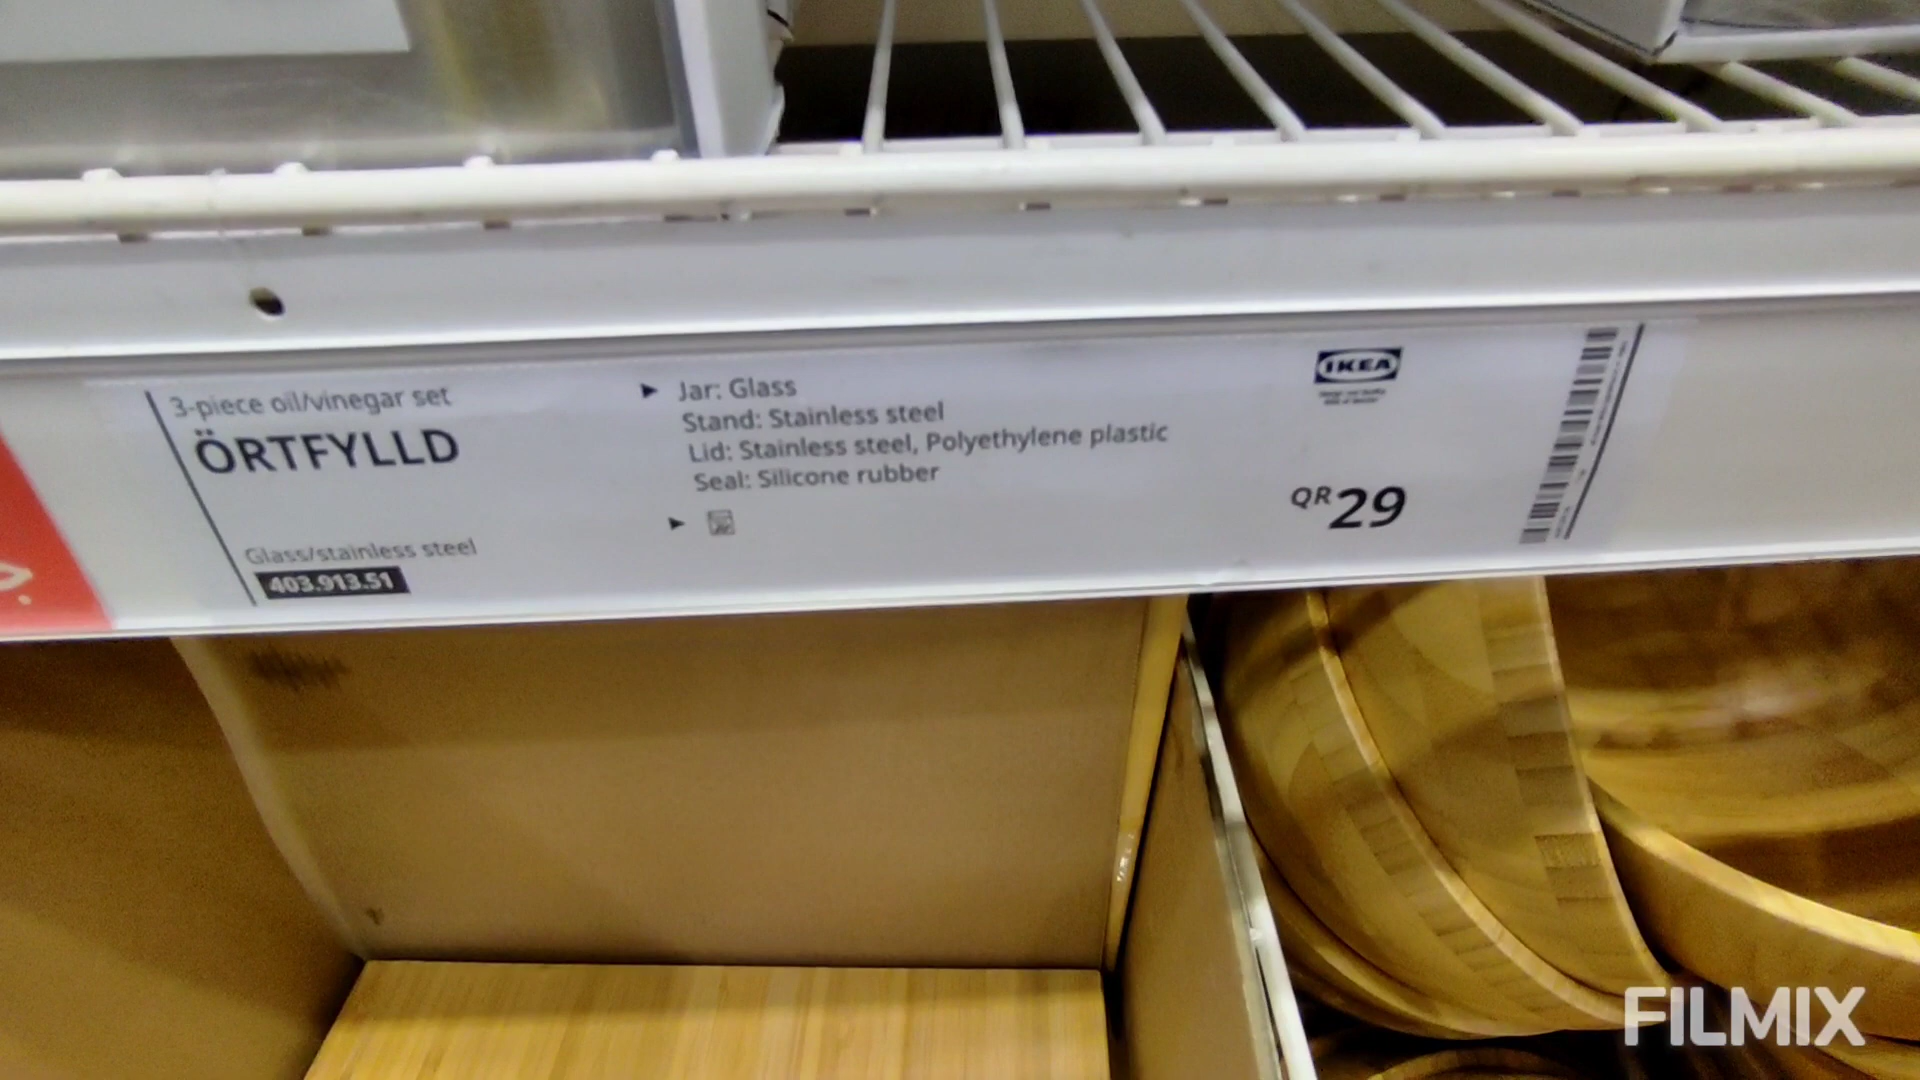 3-piece oil/vinegar set
ÖRTFYLLD
Glass/stainless steel
403.913.51
Jar: Glass
Stand: Stainless steel
Lid: Stainless steel, Polyethylene plastic
Seal: Silicone rubber
IKEA
QR 29
FILMIX